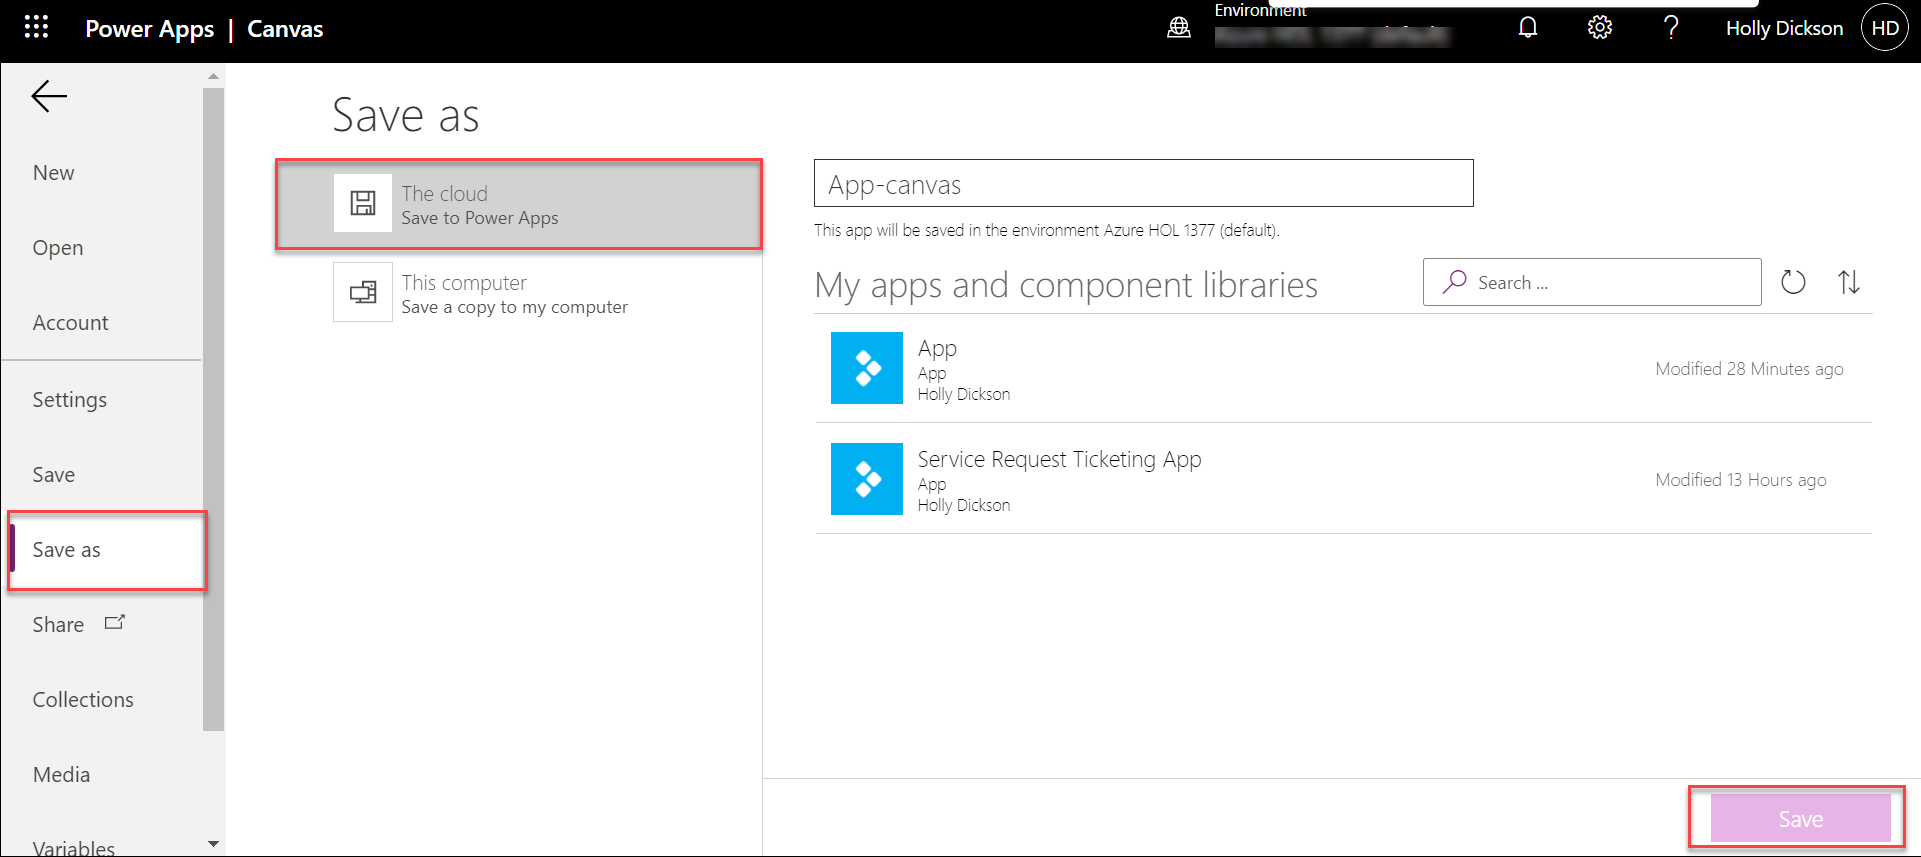 Power Apps | Canvas
Environment
Holly Dickson
HD
New
Open
Account
Settings
Save
Save as
Share
Collections
Media
Variables
Save as
The cloud
Save to Power Apps
This computer
Save a copy to my computer
App-canvas
This app will be saved in the environment Azure HOL 1377 (default).
My apps and component libraries
Search ...
App
App
Holly Dickson
Modified 28 Minutes ago
Service Request Ticketing App
App
Holly Dickson
Modified 13 Hours ago
Save